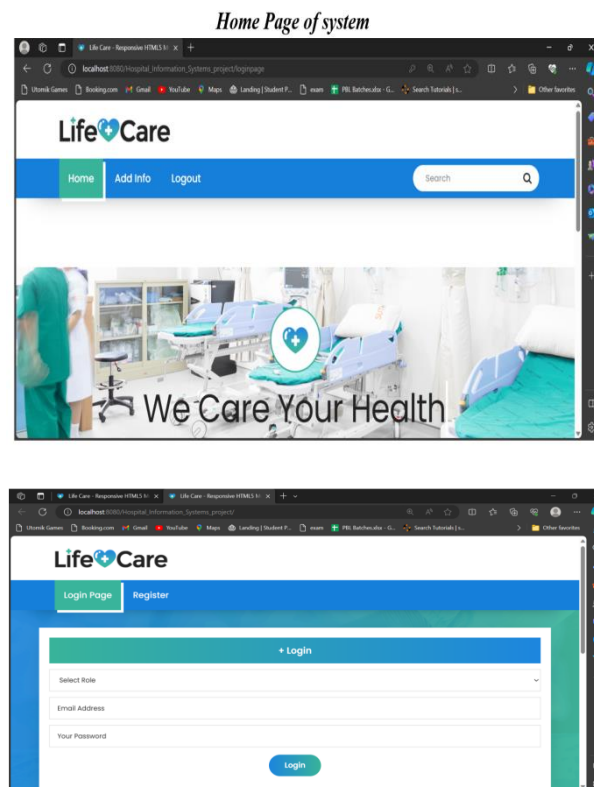 Home Page of system
Life Care - Responsive HTML5 M
localhost:8080/Hospital_Information_Systems_project/loginpage
Utomik Games Booking.com Gmail YouTube Maps Landing | Student P... exam PBL Batches.xlsx - G... Search Tutorials | s... Other favorites
Life Care
Home Add Info Logout Search
We Care Your Health
Life Care - Responsive HTML5 M Life Care - Responsive HTML5 M
localhost:8080/Hospital_Information_Systems_project/
Utomik Games Booking.com Gmail YouTube Maps Landing | Student P... exam PBL Batches.xlsx - G... Search Tutorials | s... Other favorites
Life Care
Login Page Register
+ Login
Select Role
Email Address
Your Password
Login